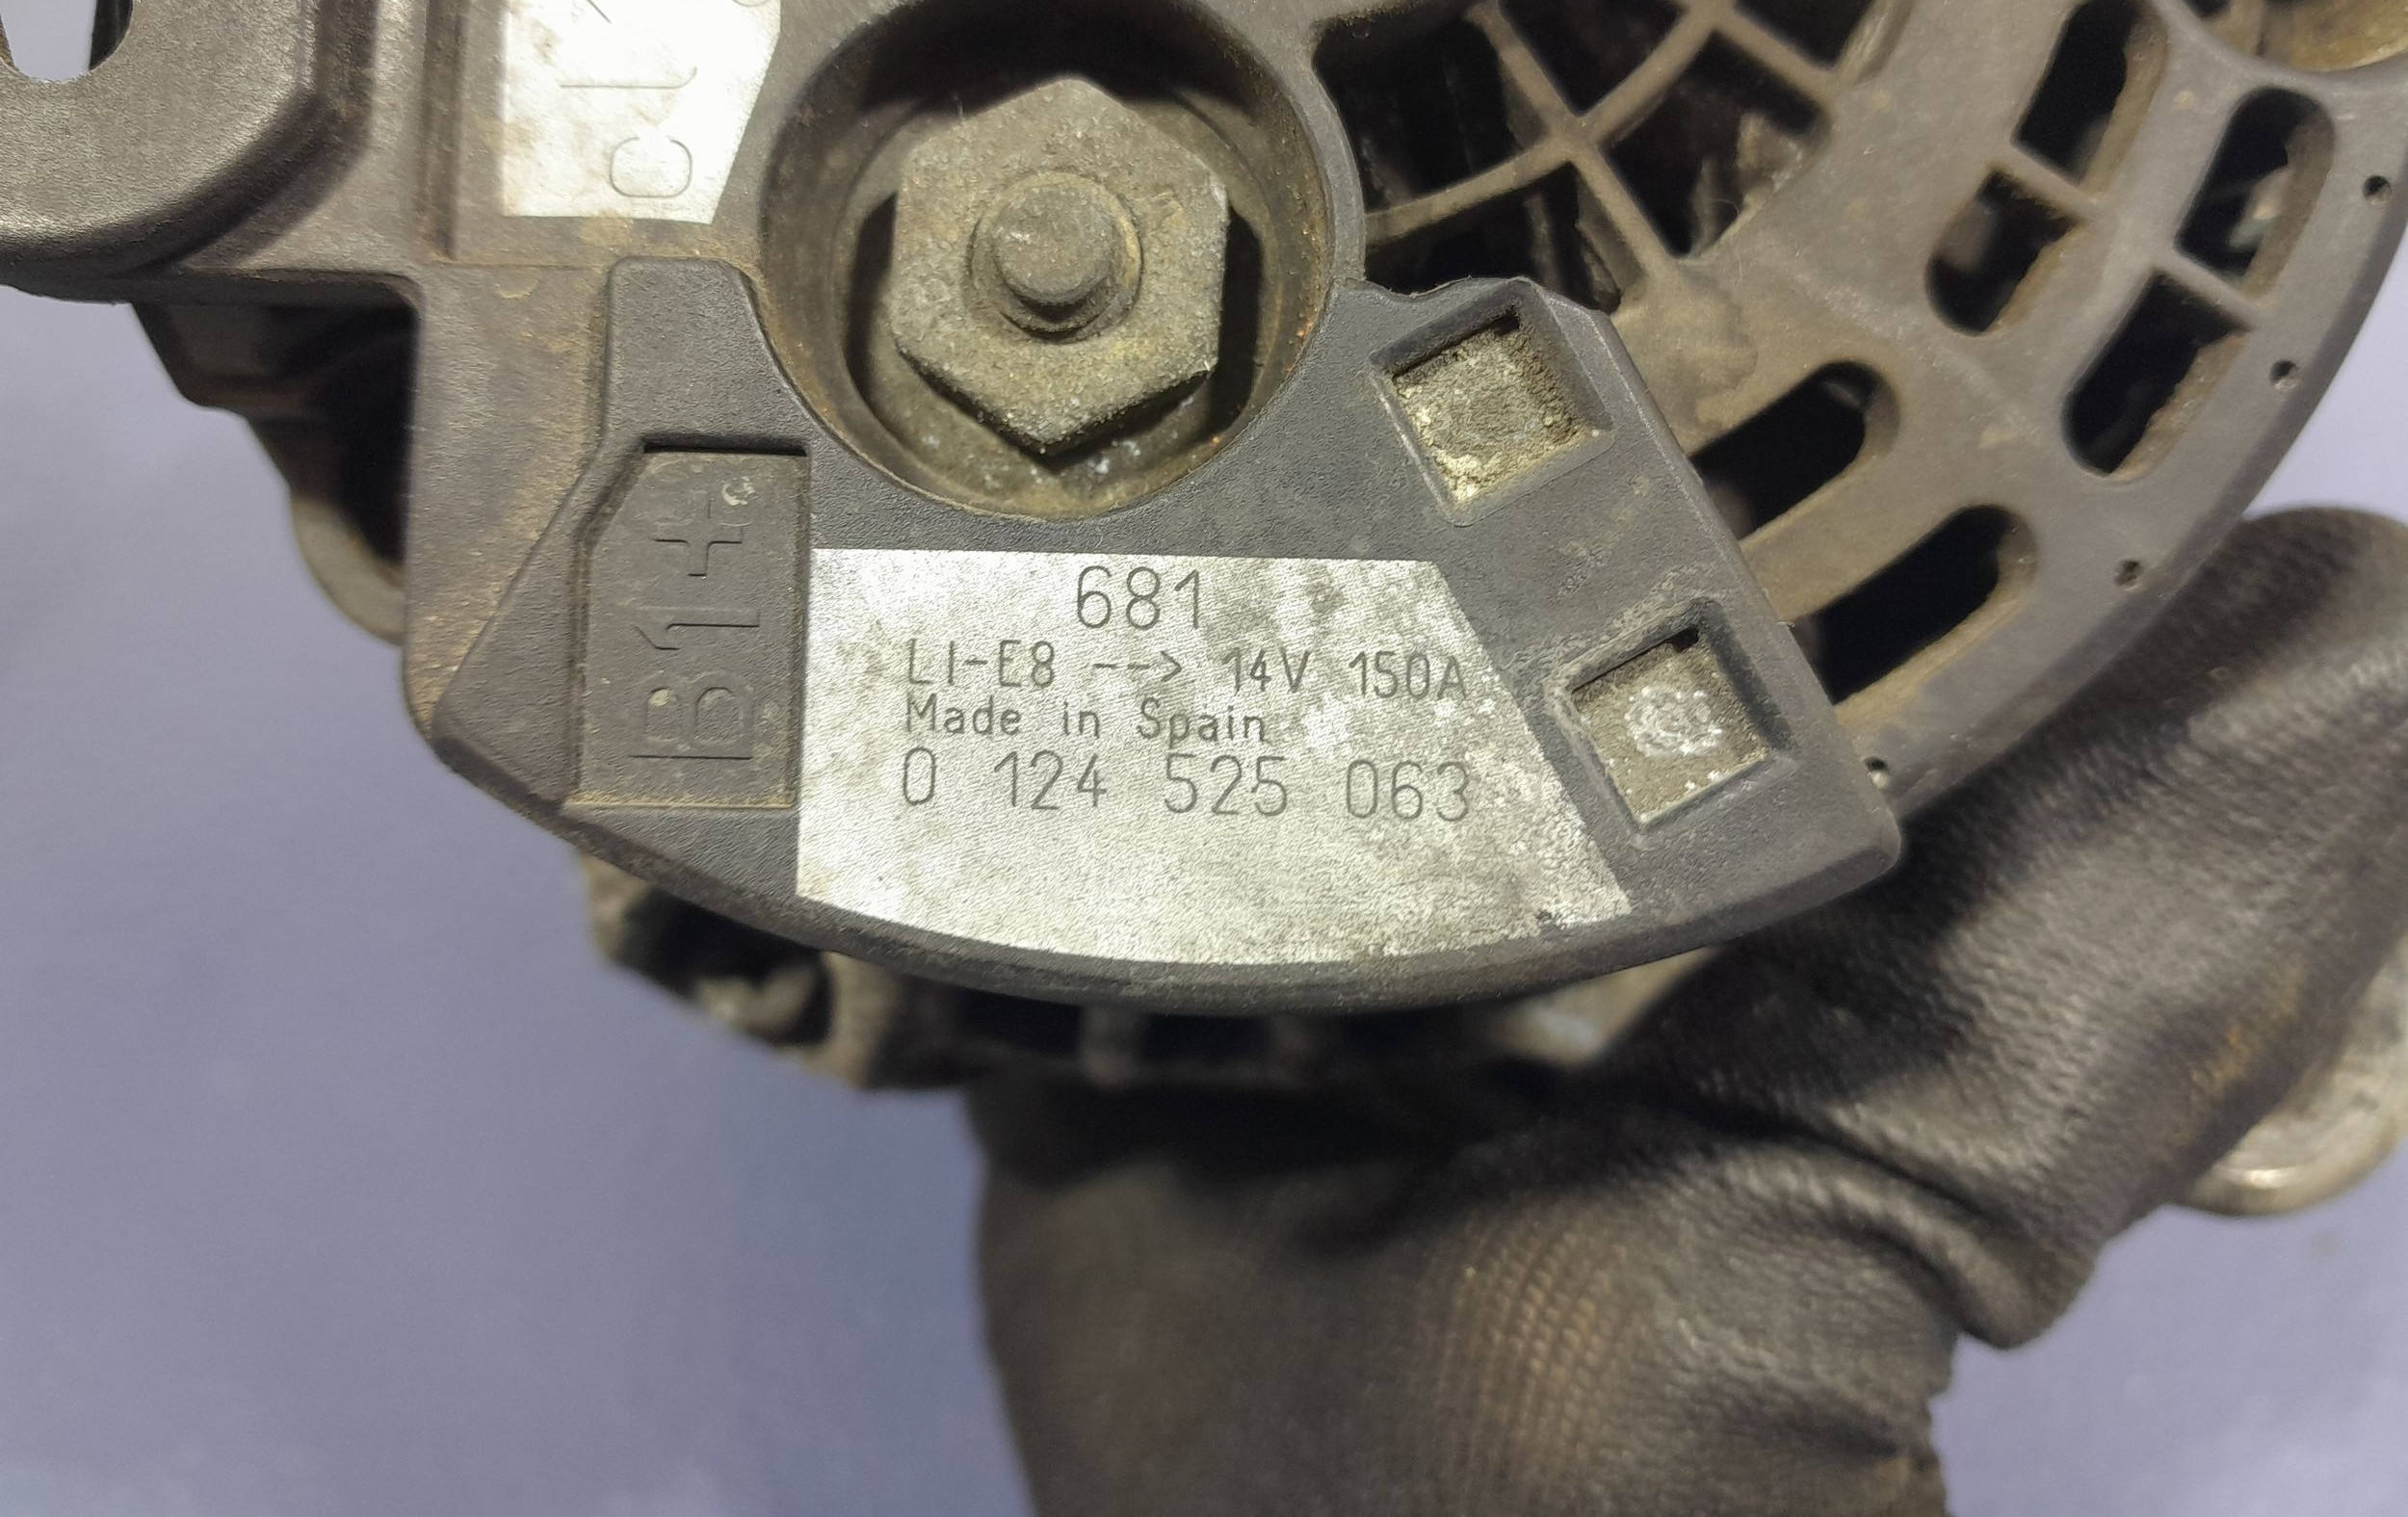 B1+
681
LI-E8 --> 14V 150A
Made in Spain
0 124 525 063